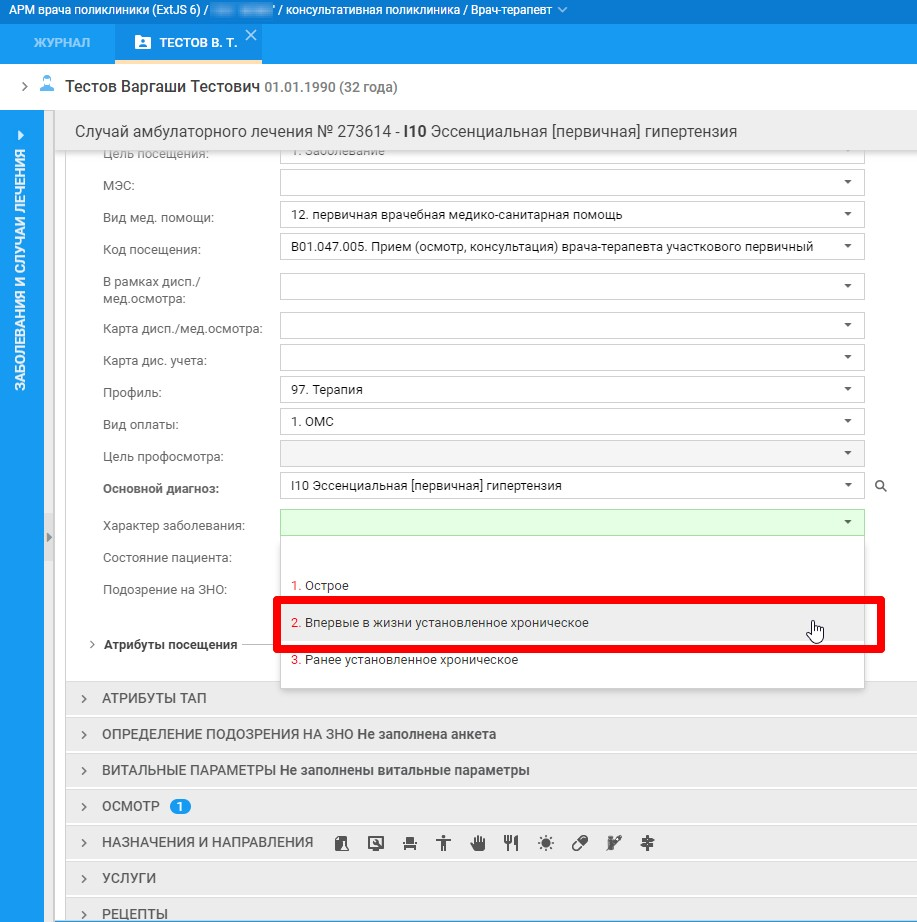 АРМ врача поликлиники (ExtJS 6) / / консультативная поликлиника / Врач-терапевт
ЖУРНАЛ
ТЕСТОВ В. Т.
Тестов Варгаши Тестович 01.01.1990 (32 года)
ЗАБОЛЕВАНИЯ И СЛУЧАИ ЛЕЧЕНИЯ
Случай амбулаторного лечения № 273614 - I10 Эссенциальная [первичная] гипертензия
Цель посещения: 1. Заболевание
МЭС:
Вид мед. помощи: 12. первичная врачебная медико-санитарная помощь
Код посещения: B01.047.005. Прием (осмотр, консультация) врача-терапевта участкового первичный
В рамках дисп./
мед.осмотра:
Карта дисп./мед.осмотра:
Карта дис. учета:
Профиль: 97. Терапия
Вид оплаты: 1. ОМС
Цель профосмотра:
Основной диагноз: I10 Эссенциальная [первичная] гипертензия
Характер заболевания:
Состояние пациента:
Подозрение на ЗНО:
1. Острое
2. Впервые в жизни установленное хроническое
3. Ранее установленное хроническое
Атрибуты посещения
АТРИБУТЫ ТАП
ОПРЕДЕЛЕНИЕ ПОДОЗРЕНИЯ НА ЗНО Не заполнена анкета
ВИТАЛЬНЫЕ ПАРАМЕТРЫ Не заполнены витальные параметры
ОСМОТР 1
НАЗНАЧЕНИЯ И НАПРАВЛЕНИЯ
УСЛУГИ
РЕЦЕПТЫ